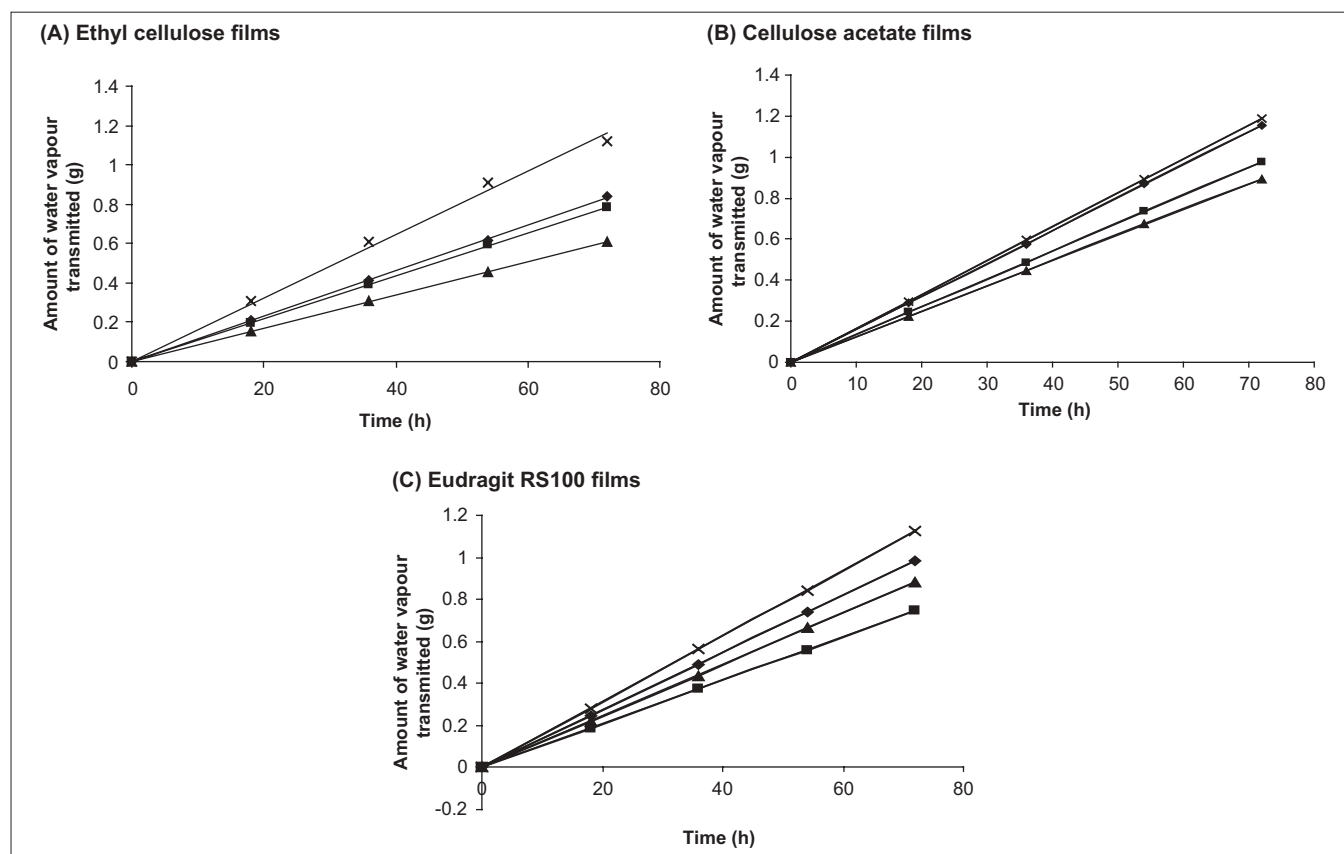 (A) Ethyl cellulose films
Amount of water vapour
transmitted (g)
1.4
1.2
1
0.8
0.6
0.4
0.2
0
0 20 40 60 80
Time (h)
(B) Cellulose acetate films
Amount of water vapour
transmitted (g)
1.4
1.2
1
0.8
0.6
0.4
0.2
0
0 10 20 30 40 50 60 70 80
Time (h)
(C) Eudragit RS100 films
Amount of water vapour
transmitted (g)
1.2
1
0.8
0.6
0.4
0.2
0
-0.2
0 20 40 60 80
Time (h)